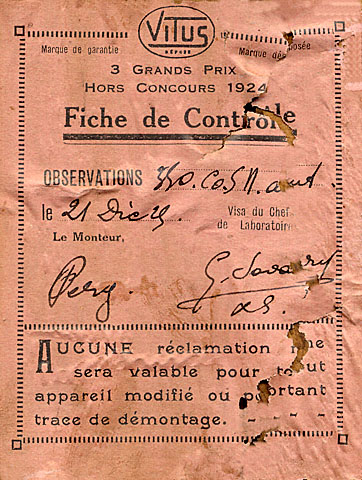 VITUS
DÉPOSÉ
Marque de garantie
Marque déposée
3 GRANDS PRIX
HORS CONCOURS 1924
Fiche de Contrôle
OBSERVATIONS
le 21 Dic 25.
Visa du Chef
de Laboratoire
Le Monteur,
AUCUNE réclamation ne
sera valable pour tout
appareil modifié ou portant
trace de démontage.